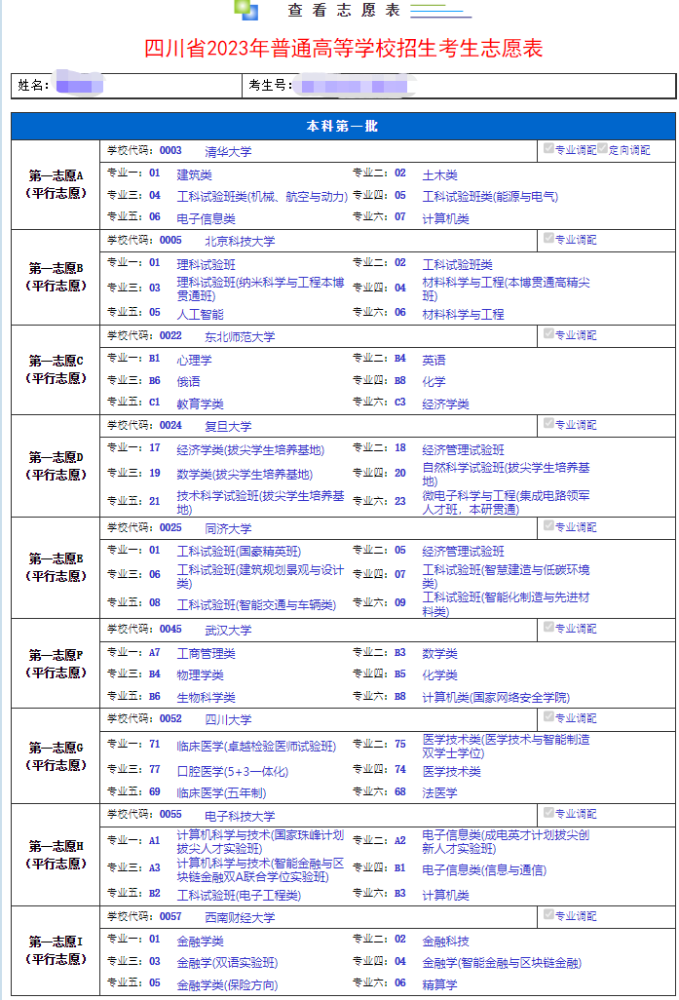 查看志愿表
四川省2023年普通高等学校招生考生志愿表
姓名：
考生号：
本科第一批
第一志愿A
（平行志愿）
学校代码：0003 清华大学 专业调配 定向调配
专业一：01 建筑类 专业二：02 土木类
专业三：04 工科试验班类(机械、航空与动力) 专业四：05 工科试验班类(能源与电气)
专业五：06 电子信息类 专业六：07 计算机类
第一志愿B
（平行志愿）
学校代码：0005 北京科技大学 专业调配
专业一：01 理科试验班 专业二：02 工科试验班类
专业三：03 理科试验班(纳米科学与工程本博
贯通班) 专业四：04 材料科学与工程(本博贯通高精尖
班)
专业五：05 人工智能 专业六：06 材料科学与工程
第一志愿C
（平行志愿）
学校代码：0022 东北师范大学 专业调配
专业一：B1 心理学 专业二：B4 英语
专业三：B6 俄语 专业四：B8 化学
专业五：C1 教育学类 专业六：C3 经济学类
第一志愿D
（平行志愿）
学校代码：0024 复旦大学 专业调配
专业一：17 经济学类(拔尖学生培养基地) 专业二：18 经济管理试验班
专业三：19 数学类(拔尖学生培养基地) 专业四：20 自然科学试验班(拔尖学生培养基
地)
专业五：21 技术科学试验班(拔尖学生培养基
地) 专业六：23 微电子科学与工程(集成电路领军
人才班，本研贯通)
第一志愿E
（平行志愿）
学校代码：0025 同济大学 专业调配
专业一：01 工科试验班(国豪精英班) 专业二：05 经济管理试验班
专业三：06 工科试验班(建筑规划景观与设计
类) 专业四：07 工科试验班(智慧建造与低碳环境
类)
专业五：08 工科试验班(智能交通与车辆类) 专业六：09 工科试验班(智能化制造与先进材
料类)
第一志愿F
（平行志愿）
学校代码：0045 武汉大学 专业调配
专业一：A7 工商管理类 专业二：B3 数学类
专业三：B4 物理学类 专业四：B5 化学类
专业五：B6 生物科学类 专业六：B8 计算机类(国家网络安全学院)
第一志愿G
（平行志愿）
学校代码：0052 四川大学 专业调配
专业一：71 临床医学(卓越检验医师试验班) 专业二：75 医学技术类(医学技术与智能制造
双学士学位)
专业三：77 口腔医学(5+3一体化) 专业四：74 医学技术类
专业五：69 临床医学(五年制) 专业六：68 法医学
第一志愿H
（平行志愿）
学校代码：0055 电子科技大学 专业调配
专业一：A1 计算机科学与技术(国家珠峰计划
拔尖人才实验班) 专业二：A2 电子信息类(成电英才计划拔尖创
新人才实验班)
专业三：A3 计算机科学与技术(智能金融与区
块链金融双A联合学位实验班) 专业四：B1 电子信息类(信息与通信)
专业五：B2 工科试验班(电子工程类) 专业六：B3 计算机类
第一志愿I
（平行志愿）
学校代码：0057 西南财经大学 专业调配
专业一：01 金融学类 专业二：02 金融科技
专业三：03 金融学(双语实验班) 专业四：04 金融学(智能金融与区块链金融)
专业五：05 金融学类(保险方向) 专业六：06 精算学